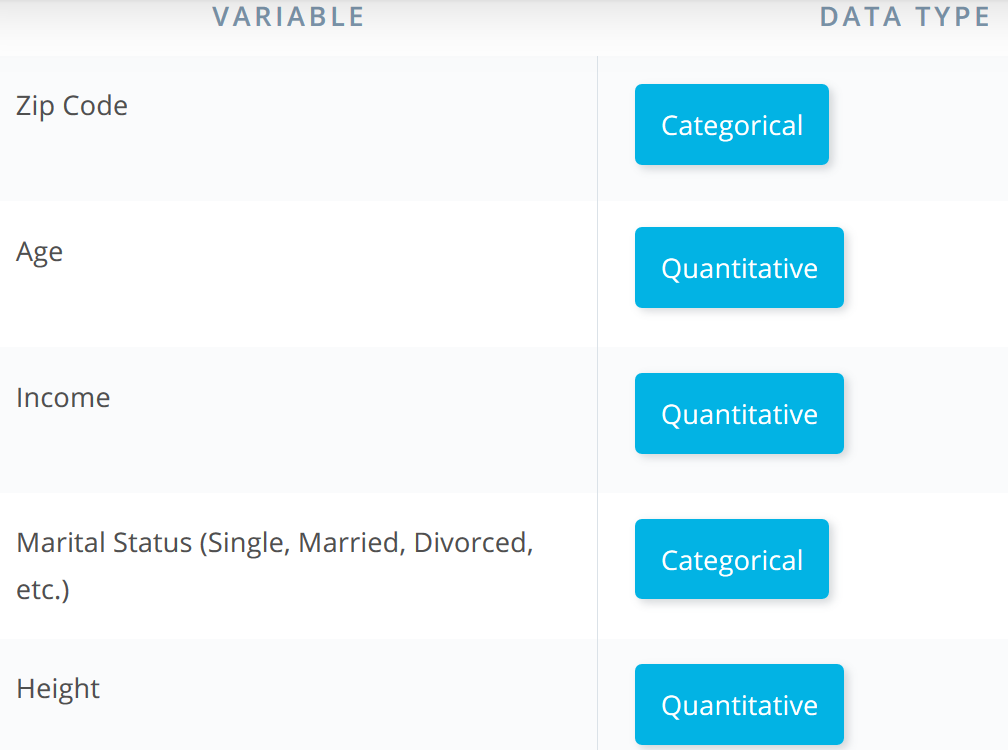 VARIABLE DATA TYPE
Zip Code Categorical
Age Quantitative
Income Quantitative
Marital Status (Single, Married, Divorced,
etc.) Categorical
Height Quantitative